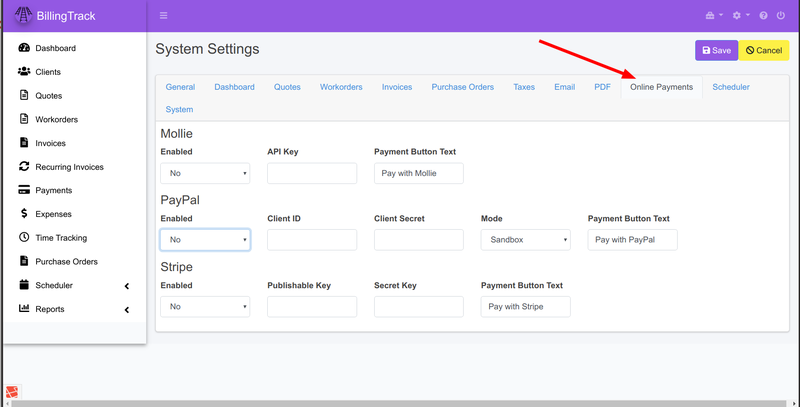 BillingTrack
Dashboard
Clients
Quotes
Workorders
Invoices
Recurring Invoices
Payments
Expenses
Time Tracking
Purchase Orders
Scheduler
Reports
System Settings
Save Cancel
General Dashboard Quotes Workorders Invoices Purchase Orders Taxes Email PDF Online Payments Scheduler
System
Mollie
Enabled API Key Payment Button Text
No Pay with Mollie
PayPal
Enabled Client ID Client Secret Mode Payment Button Text
No Sandbox Pay with PayPal
Stripe
Enabled Publishable Key Secret Key Payment Button Text
No Pay with Stripe